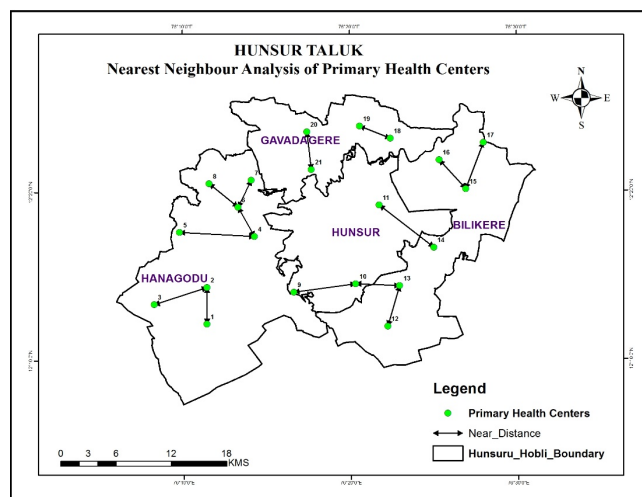 HUNSUR TALUK
Nearest Neighbour Analysis of Primary Health Centers
N
W E
S
20
19
18
17
GAVADAGERE
16
21
7
8
15
11
BILIKERE
5
4
HUNSUR
14
HANAGODU
2
10
13
9
3
1
12
Legend
Primary Health Centers
Near_Distance
Hunsuru_Hobli_Boundary
0 3 6 12 18
KMS